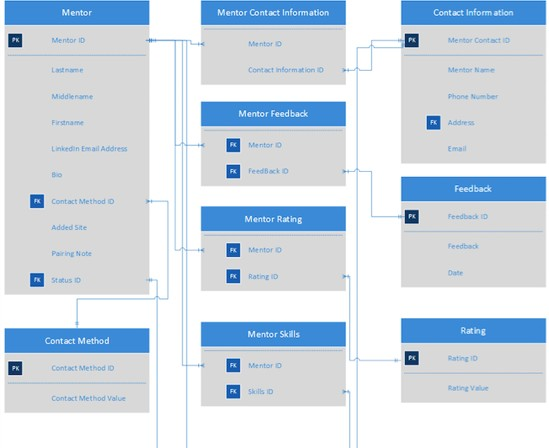 Mentor
PK Mentor ID
Lastname
Middlename
Firstname
LinkedIn Email Address
Bio
FK Contact Method ID
Added Site
Pairing Note
FK Status ID
Contact Method
PK Contact Method ID
Contact Method Value
Mentor Contact Information
Mentor ID
Contact Information ID
Mentor Feedback
FK Mentor ID
FK FeedBack ID
Mentor Rating
FK Mentor ID
FK Rating ID
Mentor Skills
FK Mentor ID
FK Skills ID
Contact Information
PK Mentor Contact ID
Mentor Name
Phone Number
FK Address
Email
Feedback
PK Feedback ID
Feedback
Date
Rating
PK Rating ID
Rating Value